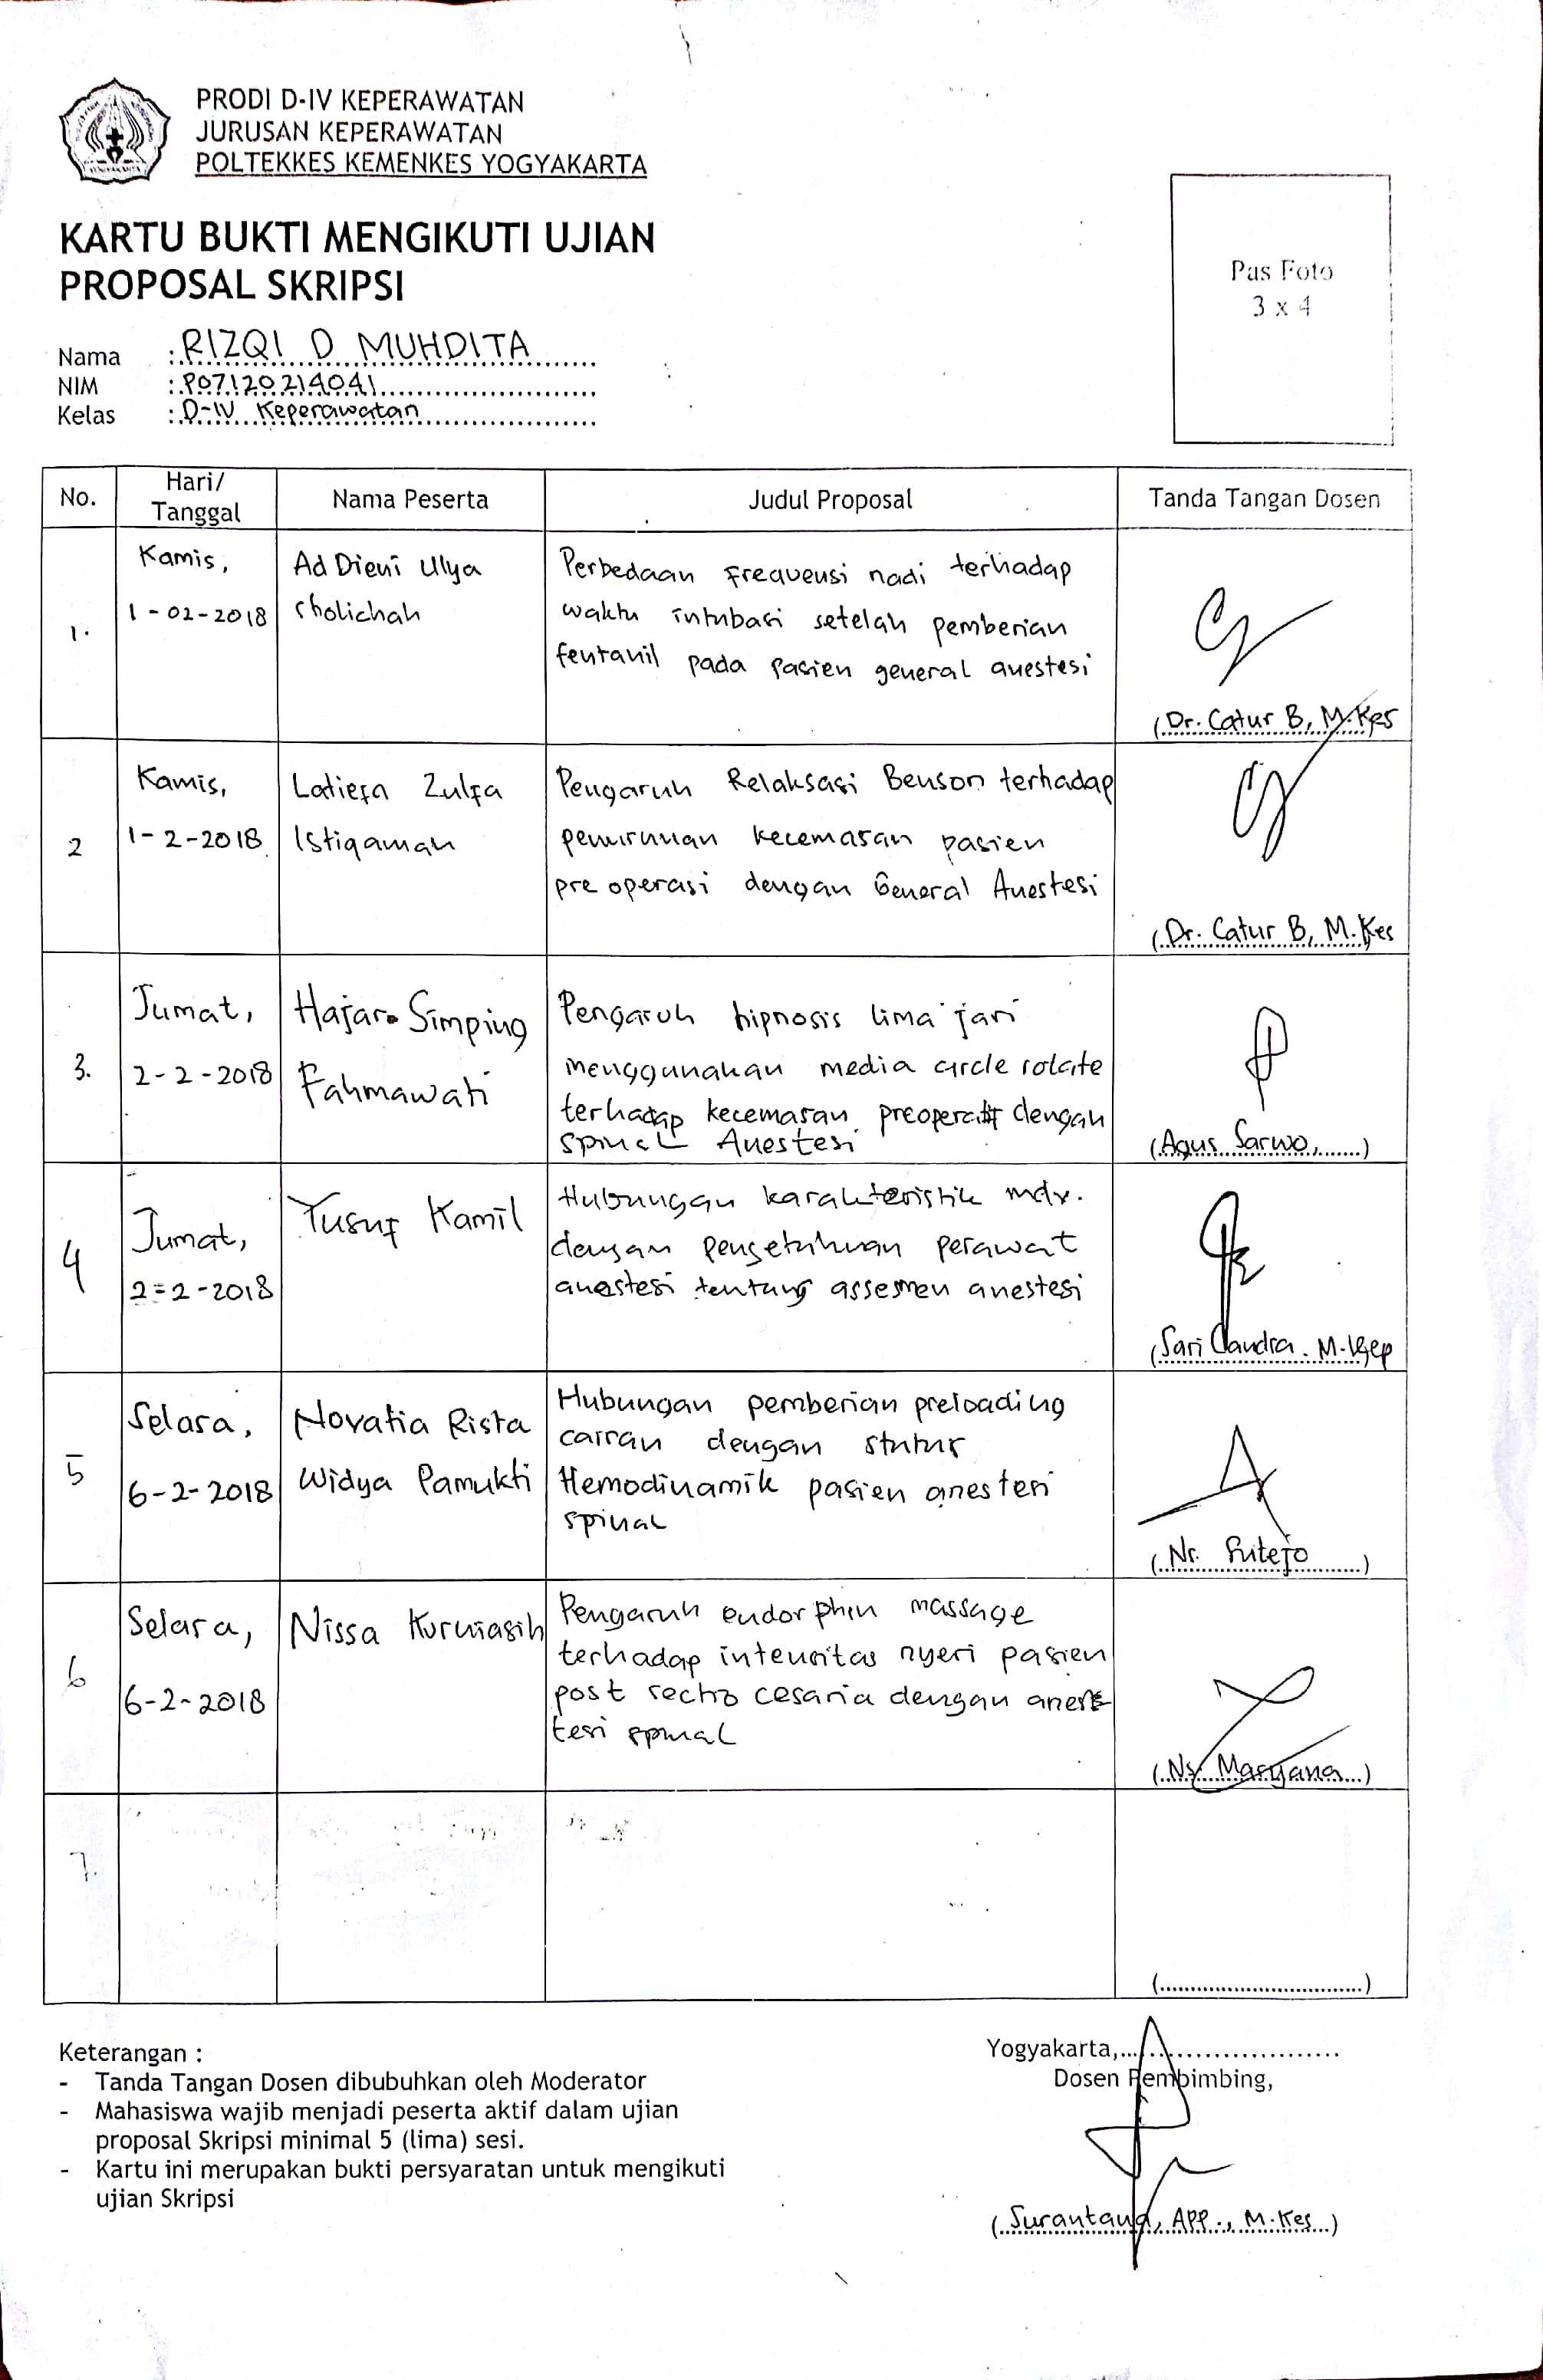 PRODI D-IV KEPERAWATAN
JURUSAN KEPERAWATAN
POLTEKKES KEMENKES YOGYAKARTA
KARTU BUKTI MENGIKUTI UJIAN
PROPOSAL SKRIPSI
Pas Foto
3 x 4
Nama : RIZQI D MUHDITA
NIM : P07120214041
Kelas : D-IV Keperawatan
No. Hari/ Tanggal Nama Peserta Judul Proposal Tanda Tangan Dosen
1. Kamis, 1-02-2018
Ad Dieni Ulya
Sholichah
Perbedaan Frequensi nadi terhadap
waktu intubasi setelah pemberian
fentanil pada pasien general anestesi
(Dr. Catur B, M.Kes
2 Kamis, 1-2-2018
Latiefa Zulfa
Istiqamah
Pengaruh Relaksasi Benson terhadap
penurunan kecemasan pasien
pre operasi dengan General Anestesi
(Dr. Catur B, M.Kes
3. Jumat, 2-2-2018
Hajar Simping
Fahmawati
Pengaruh hipnosis lima jari
menggunakan media circle rotate
terhadap kecemasan preoperatif dengan
spinal Anestesi
(Agus Sarwo, )
4 Jumat, 2-2-2018
Yusuf Kamil
Hubungan karakteristik
dengan pengetahuan perawat
anestesi tentang assesmen anestesi
(Sari Candra. M.Kep
5 Selasa, 6-2-2018
Novatia Rista
Widya Pamukti
Hubungan pemberian preloading
cairan dengan status
Hemodinamik pasien anestesi
spinal
(Ns. Sutejo)
6 Selasa, 6-2-2018
Nissa Kurniasih
Pengaruh endorphin massage
terhadap intensitas nyeri pasien
post sectio cesaria dengan anes
tesi spinal
(Ns. Maryana)
7.
(..............................)
Keterangan :
- Tanda Tangan Dosen dibubuhkan oleh Moderator
- Mahasiswa wajib menjadi peserta aktif dalam ujian
proposal Skripsi minimal 5 (lima) sesi.
- Kartu ini merupakan bukti persyaratan untuk mengikuti
ujian Skripsi
Yogyakarta,..............................
Dosen Pembimbing,
(Surantana, APP., M.Kes)